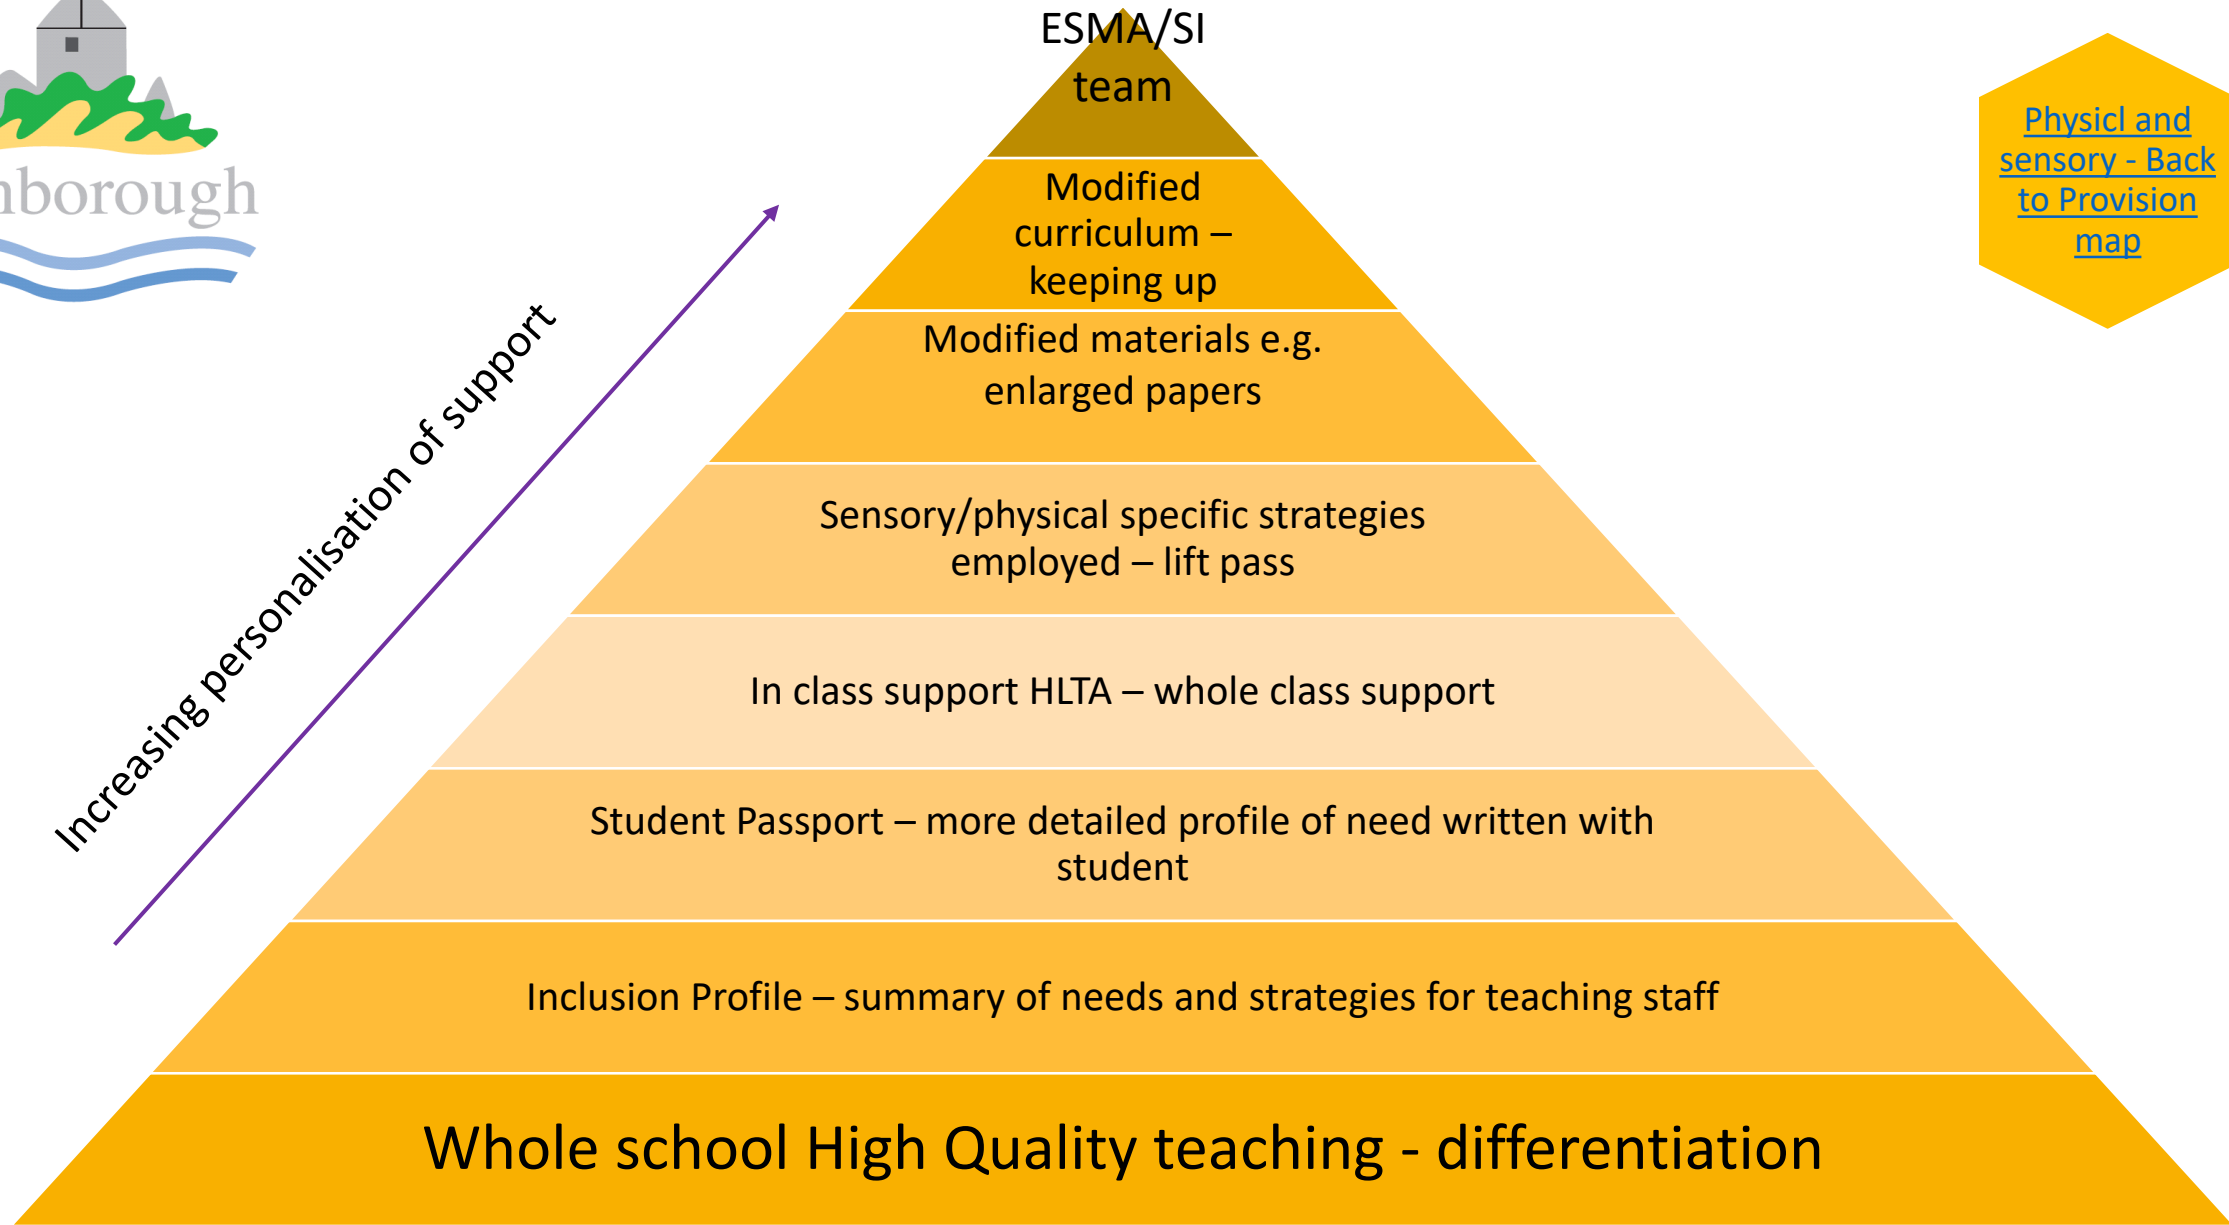 ESMA/SI
team
nborough
Physicl and
sensory - Back
to Provision
map
Modified
curriculum –
keeping up
Modified materials e.g.
enlarged papers
Increasing personalisation of support
Sensory/physical specific strategies
employed – lift pass
In class support HLTA – whole class support
Student Passport – more detailed profile of need written with
student
Inclusion Profile – summary of needs and strategies for teaching staff
Whole school High Quality teaching - differentiation